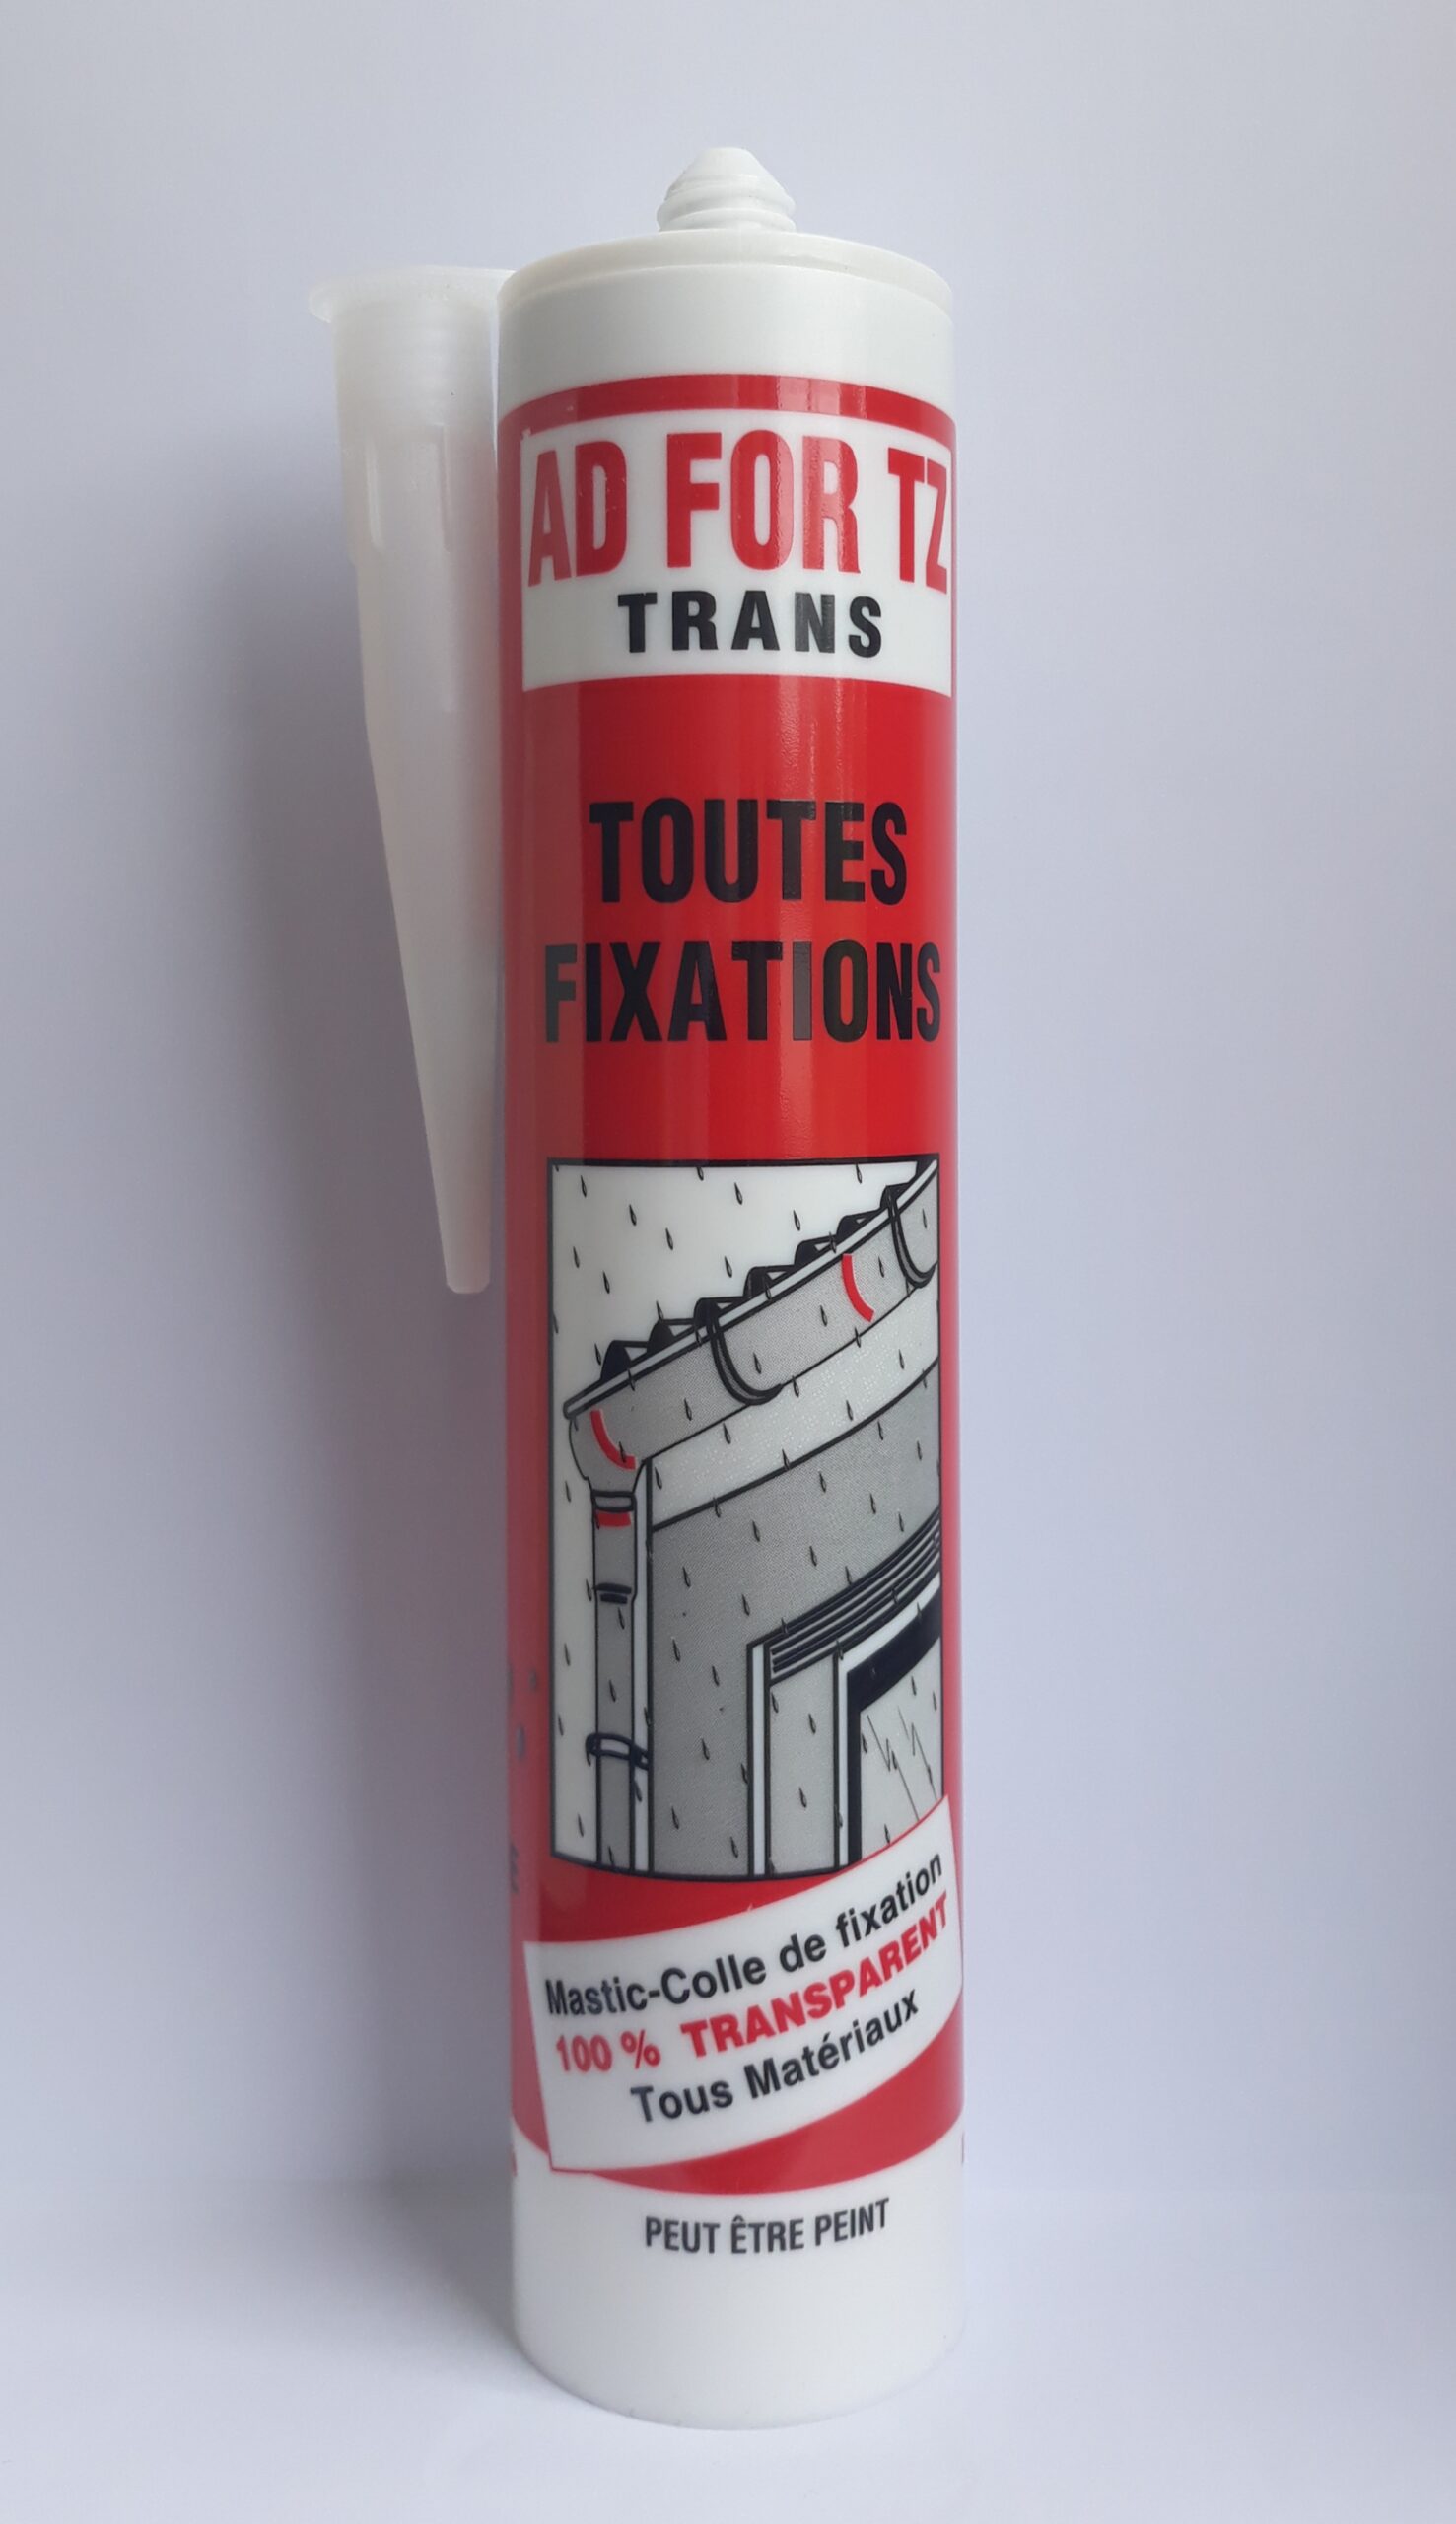 AD FOR TZ
TRANS
TOUTES
FIXATIONS
Mastic-Colle de fixation
100 % TRANSPARENT
Tous Matériaux
PEUT ÊTRE PEINT